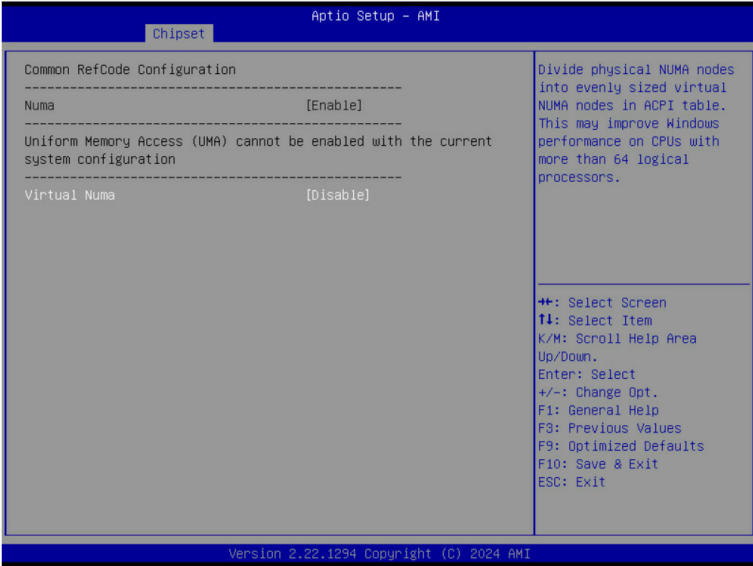 Aptio Setup – AMI
Chipset
Common RefCode Configuration
--------------------------------------------------
Numa [Enable]
--------------------------------------------------
Uniform Memory Access (UMA) cannot be enabled with the current
system configuration
--------------------------------------------------
Virtual Numa [Disable]
Divide physical NUMA nodes
into evenly sized virtual
NUMA nodes in ACPI table.
This may improve Windows
performance on CPUs with
more than 64 logical
processors.
→←: Select Screen
↑↓: Select Item
K/M: Scroll Help Area
Up/Down.
Enter: Select
+/-: Change Opt.
F1: General Help
F3: Previous Values
F9: Optimized Defaults
F10: Save & Exit
ESC: Exit
Version 2.22.1294 Copyright (C) 2024 AMI